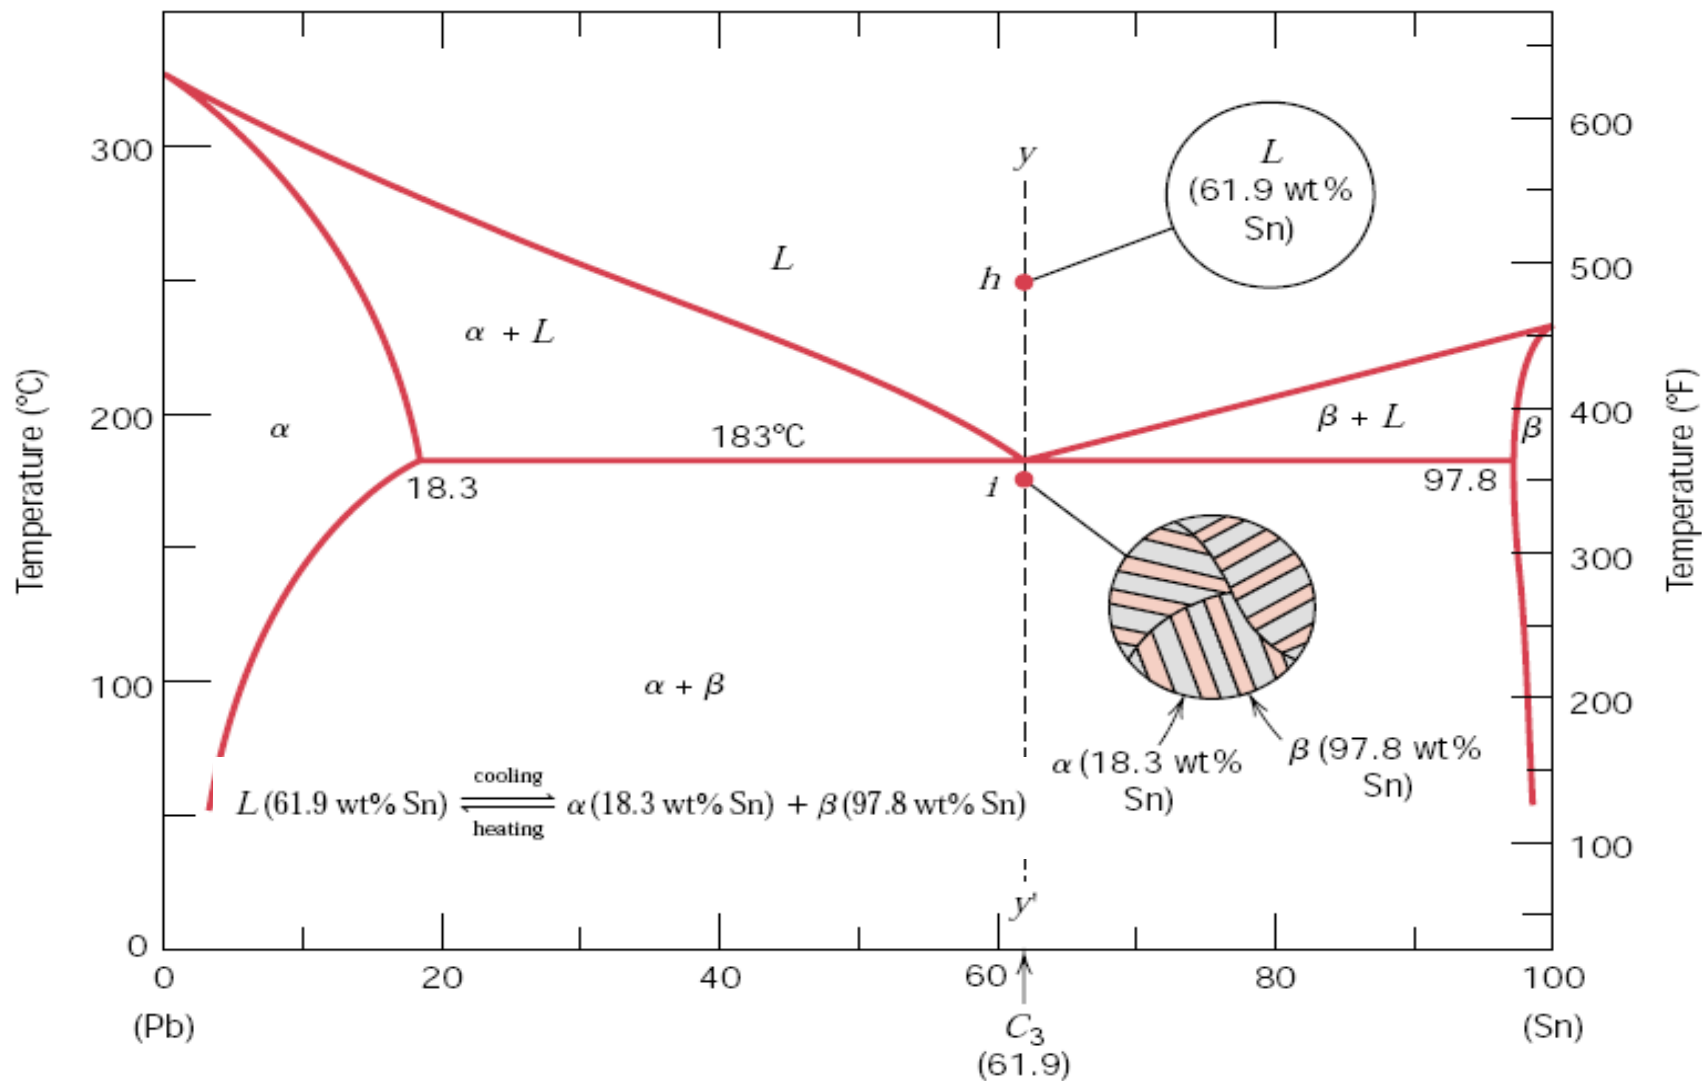 y
L
(61.9 wt%
Sn)
600
300
L
h
500
α + L
β + L
400
200
α
183°C
β
Temperature (°C)
Temperature (°F)
18.3
i
97.8
300
100
α + β
200
α (18.3 wt%
Sn)
β (97.8 wt%
Sn)
cooling
L (61.9 wt% Sn) ⇌ α (18.3 wt% Sn) + β (97.8 wt% Sn)
heating
100
y'
0
0
20
40
60
80
100
(Pb)
C₃
(61.9)
(Sn)